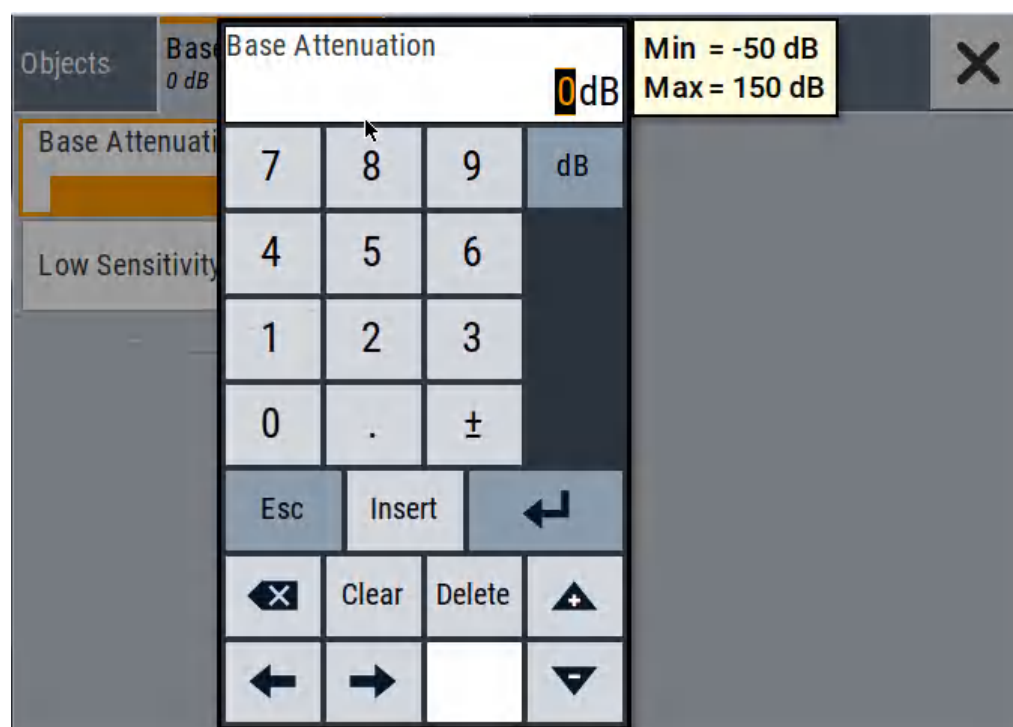 Objects
Base
0 dB
Base Attenuation
0dB
Min = -50 dB
Max = 150 dB
Base Attenuati
Low Sensitivity
7 8 9 dB
4 5 6
1 2 3
0 . ±
Esc Insert
Clear Delete